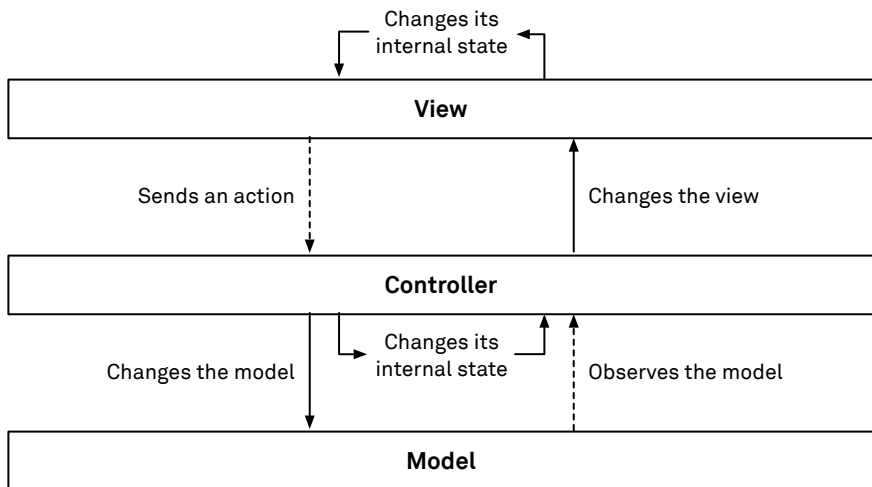 Changes its
internal state
View
Sends an action
Changes the view
Controller
Changes the model
Changes its
internal state
Observes the model
Model